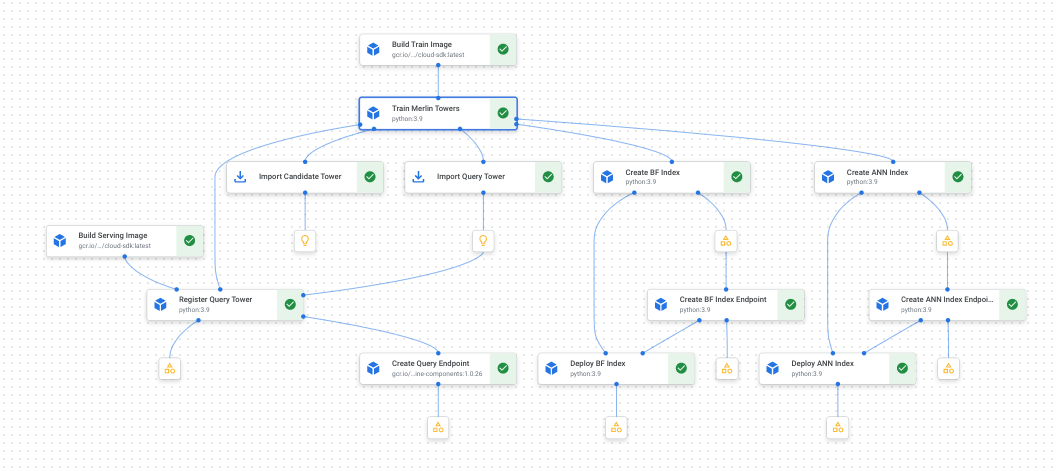 Build Train Image
gcr.io/.../cloud-sdk:latest
Train Merlin Towers
python:3.9
Import Candidate Tower
Import Query Tower
Create BF Index
python:3.9
Create ANN Index
python:3.9
Build Serving Image
gcr.io/.../cloud-sdk:latest
Register Query Tower
python:3.9
Create BF Index Endpoint
python:3.9
Create ANN Index Endpoi...
python:3.9
Create Query Endpoint
gcr.io/...ine-components:1.0.26
Deploy BF Index
python:3.9
Deploy ANN Index
python:3.9